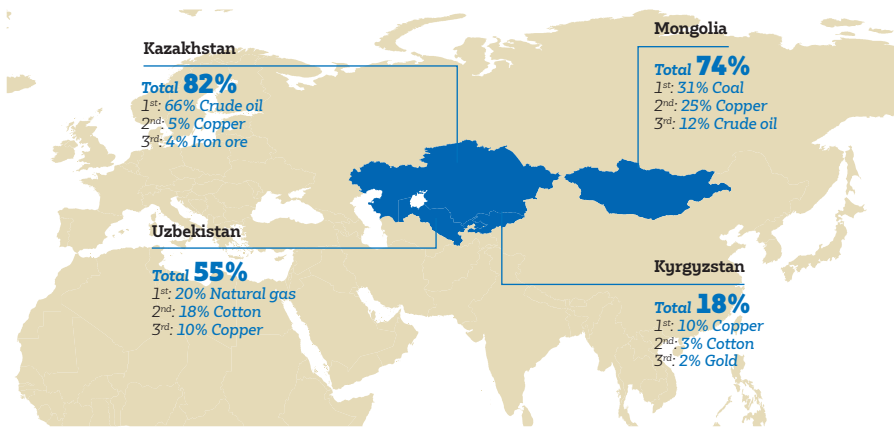 Kazakhstan
Total 82%
1st: 66% Crude oil
2nd: 5% Copper
3rd: 4% Iron ore
Mongolia
Total 74%
1st: 31% Coal
2nd: 25% Copper
3rd: 12% Crude oil
Uzbekistan
Total 55%
1st: 20% Natural gas
2nd: 18% Cotton
3rd: 10% Copper
Kyrgyzstan
Total 18%
1st: 10% Copper
2nd: 3% Cotton
3rd: 2% Gold